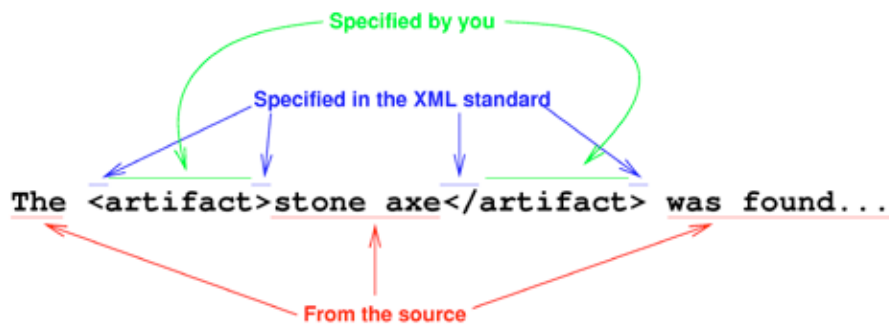 Specified by you
Specified in the XML standard
The <artifact>stone axe</artifact> was found...
From the source